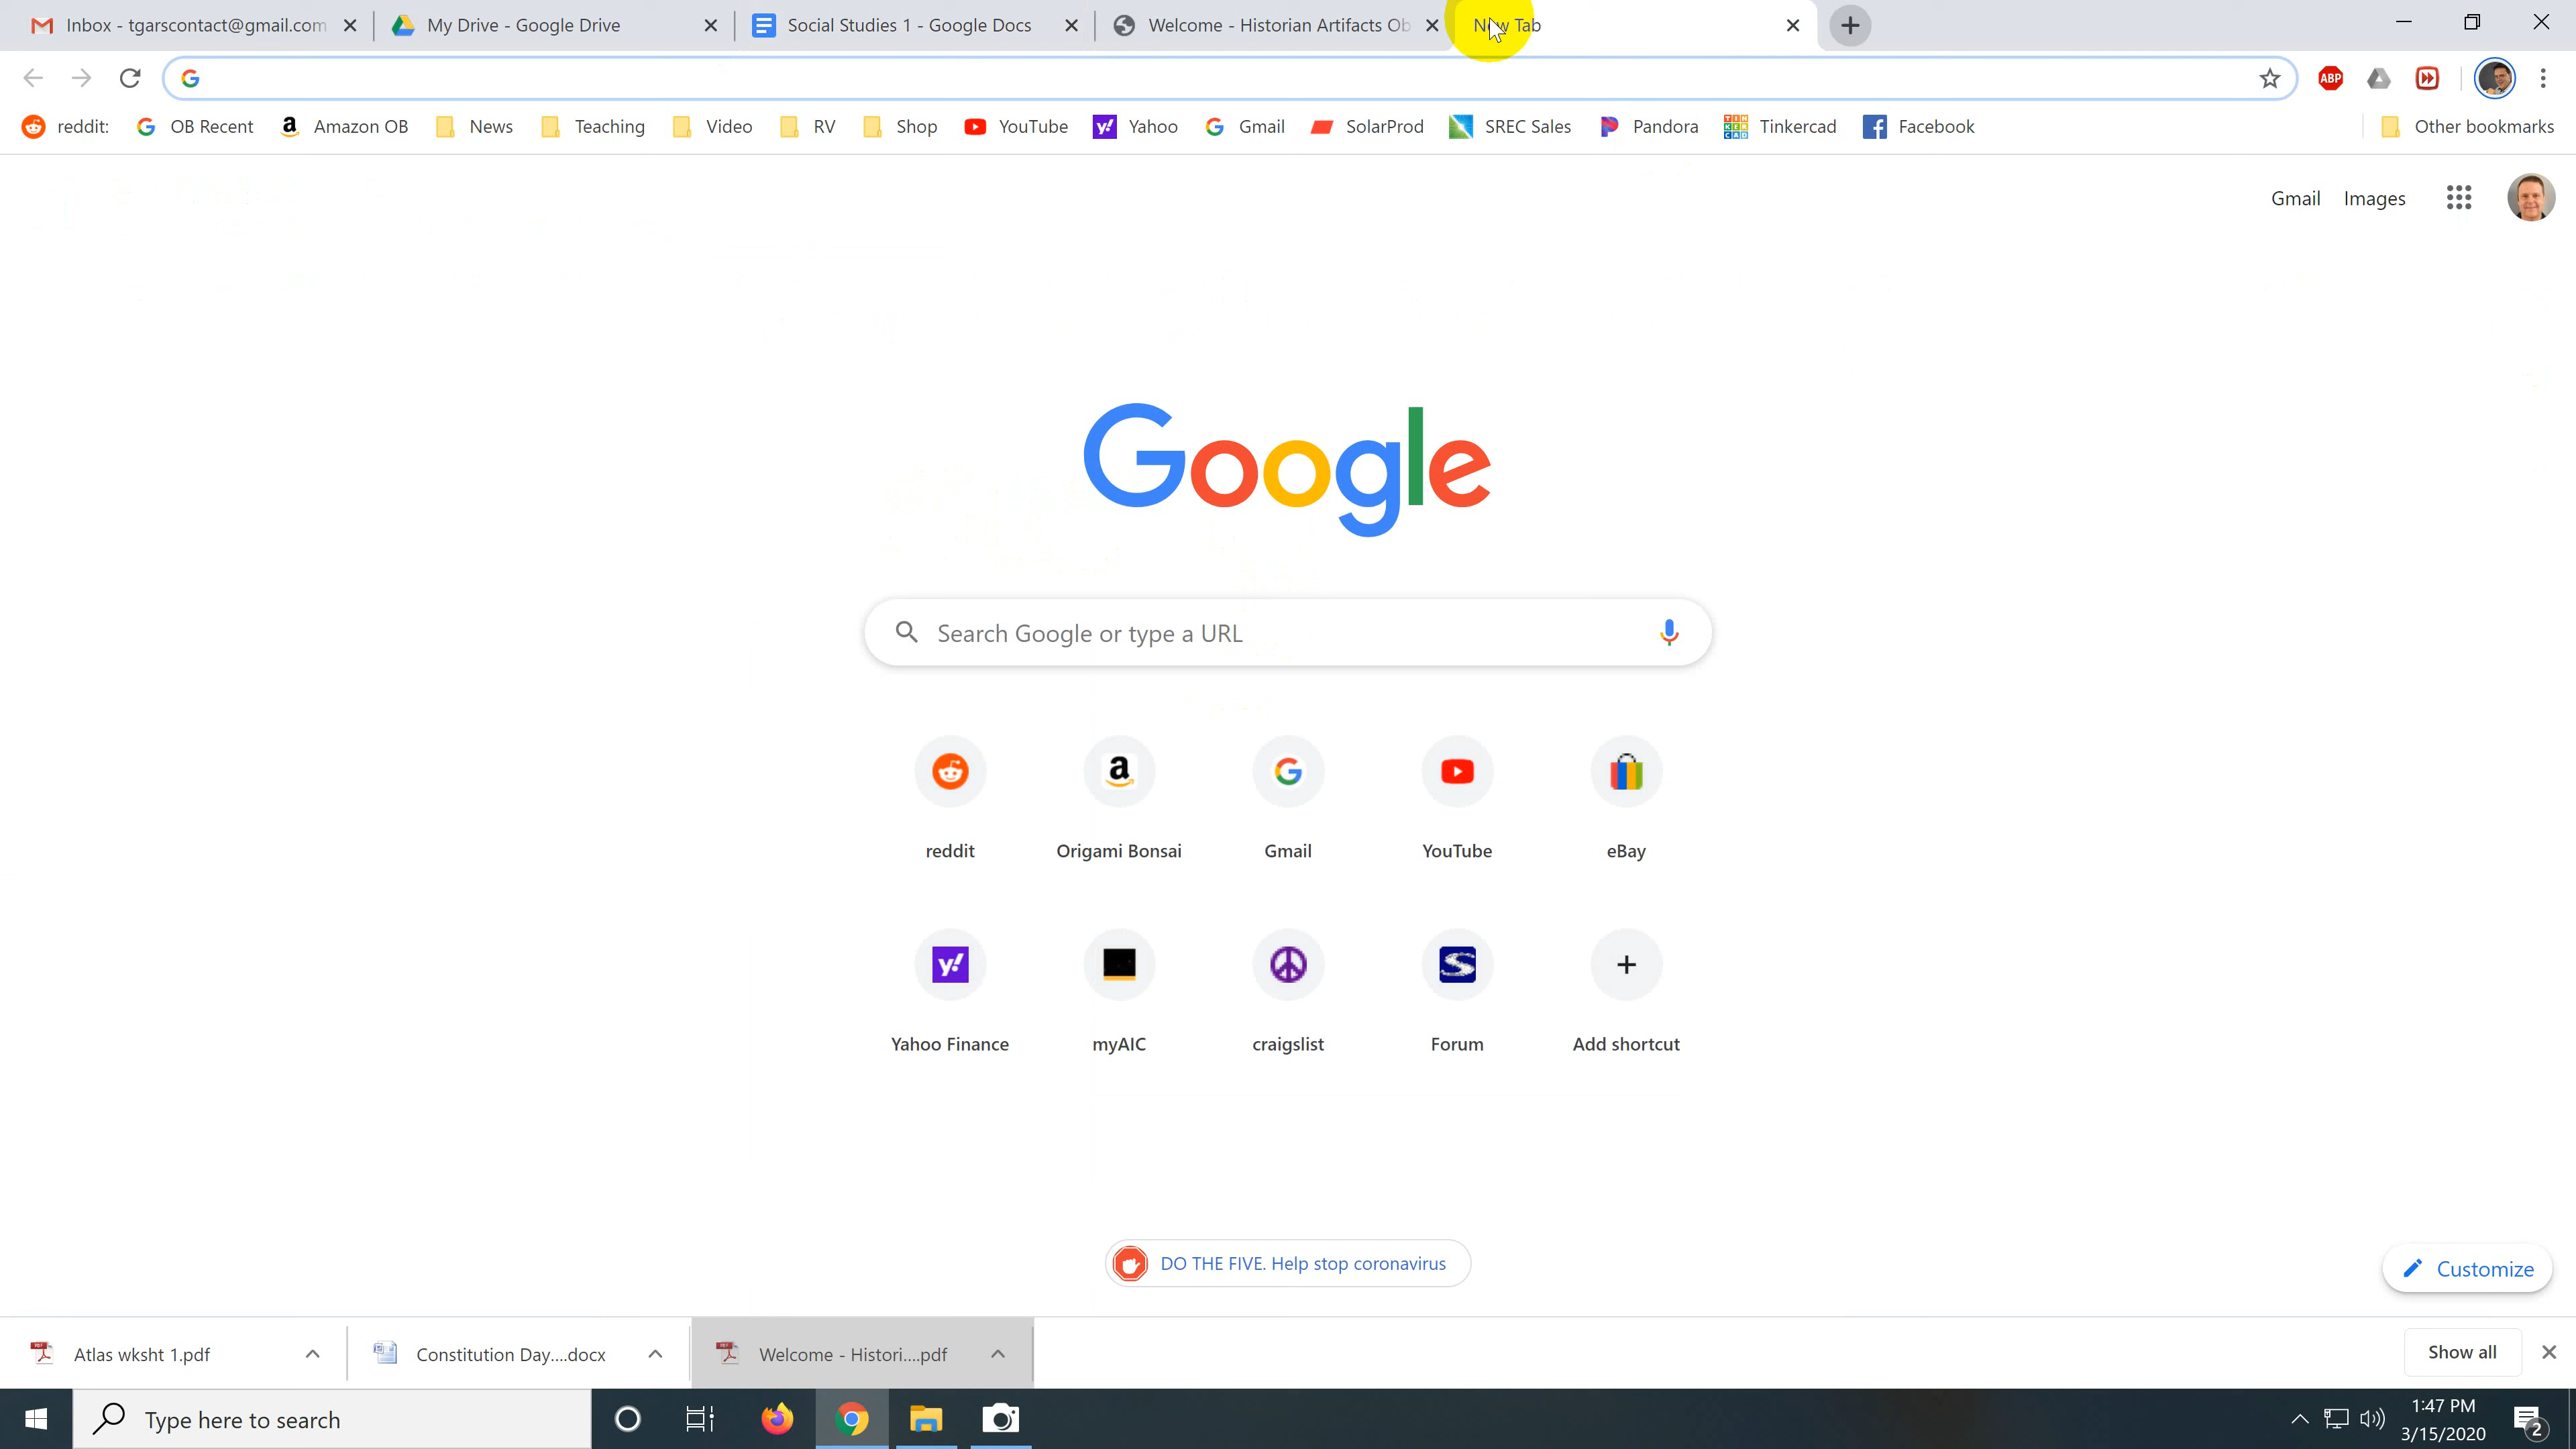 Inbox - tgarscontact@gmail.com
My Drive - Google Drive
Social Studies 1 - Google Docs
Welcome - Historian Artifacts Ob
New Tab
reddit:
OB Recent
Amazon OB
News
Teaching
Video
RV
Shop
YouTube
Yahoo
Gmail
SolarProd
SREC Sales
Pandora
Tinkercad
Facebook
Other bookmarks
ABP
Gmail
Images
Google
Search Google or type a URL
reddit
Origami Bonsai
Gmail
YouTube
eBay
Yahoo Finance
myAIC
craigslist
Forum
Add shortcut
DO THE FIVE. Help stop coronavirus
Customize
Atlas wksht 1.pdf
Constitution Day....docx
Welcome - Histori....pdf
Show all
Type here to search
1:47 PM
3/15/2020
2